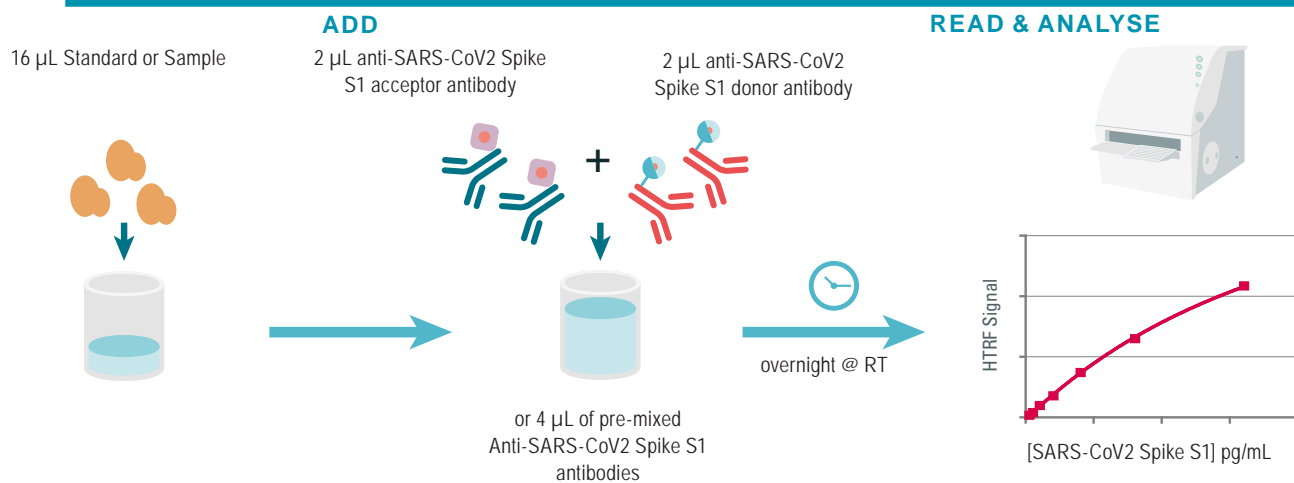 ADD
READ & ANALYSE
16 µL Standard or Sample
2 µL anti-SARS-CoV2 Spike
S1 acceptor antibody
2 µL anti-SARS-CoV2
Spike S1 donor antibody
+
overnight @ RT
or 4 µL of pre-mixed
Anti-SARS-CoV2 Spike S1
antibodies
HTRF Signal
[SARS-CoV2 Spike S1] pg/mL